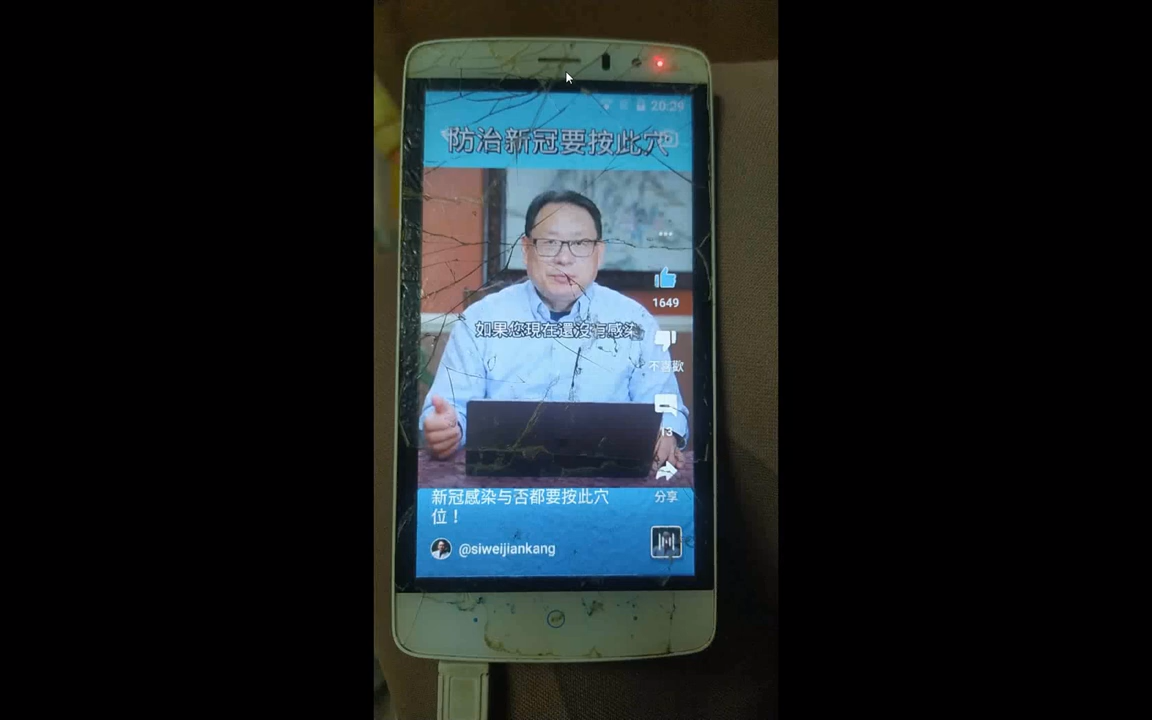 20:29
防治新冠要按此穴
1649
如果您現在還沒有感染
不喜歡
13
分享
新冠感染与否都要按此穴
位！
@siweijiankang